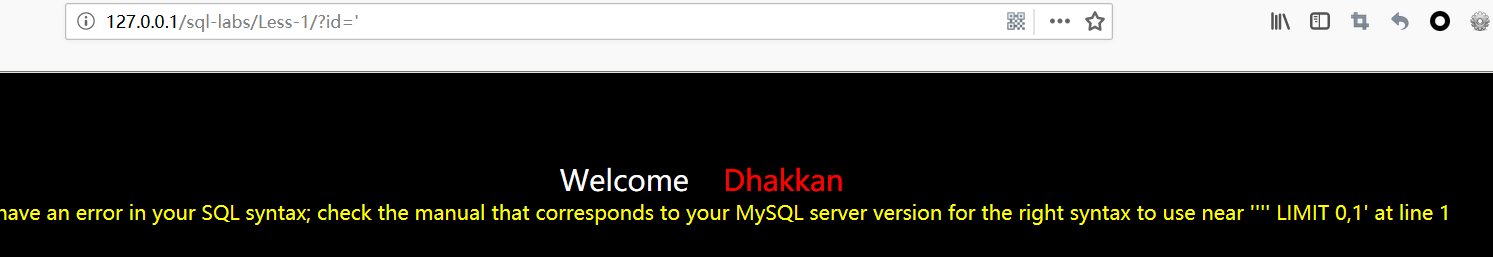 127.0.0.1/sql-labs/Less-1/?id='
Welcome Dhakkan
have an error in your SQL syntax; check the manual that corresponds to your MySQL server version for the right syntax to use near '''' LIMIT 0,1' at line 1